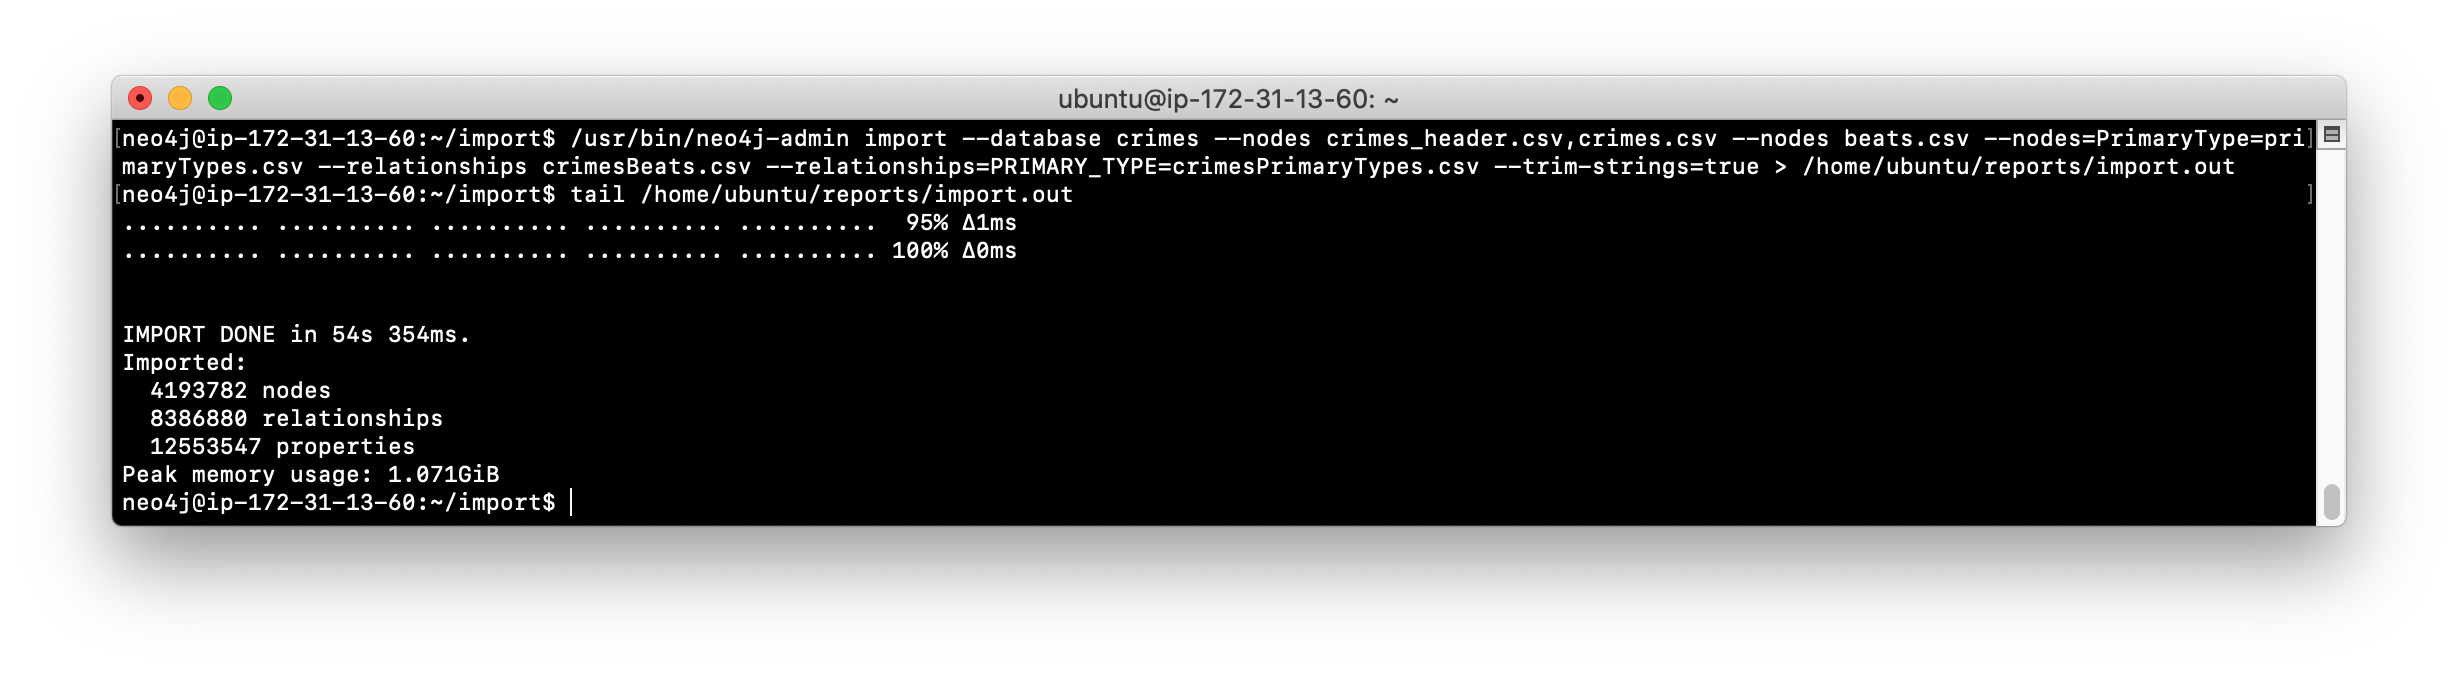 ubuntu@ip-172-31-13-60: ~
[neo4j@ip-172-31-13-60:~/import$ /usr/bin/neo4j-admin import --database crimes --nodes crimes_header.csv,crimes.csv --nodes beats.csv --nodes=PrimaryType=pri]
maryTypes.csv --relationships crimesBeats.csv --relationships=PRIMARY_TYPE=crimesPrimaryTypes.csv --trim-strings=true > /home/ubuntu/reports/import.out
[neo4j@ip-172-31-13-60:~/import$ tail /home/ubuntu/reports/import.out ]
.......... .......... .......... .......... ..........  95% Δ1ms
.......... .......... .......... .......... .......... 100% Δ0ms
IMPORT DONE in 54s 354ms.
Imported:
  4193782 nodes
  8386880 relationships
  12553547 properties
Peak memory usage: 1.071GiB
neo4j@ip-172-31-13-60:~/import$